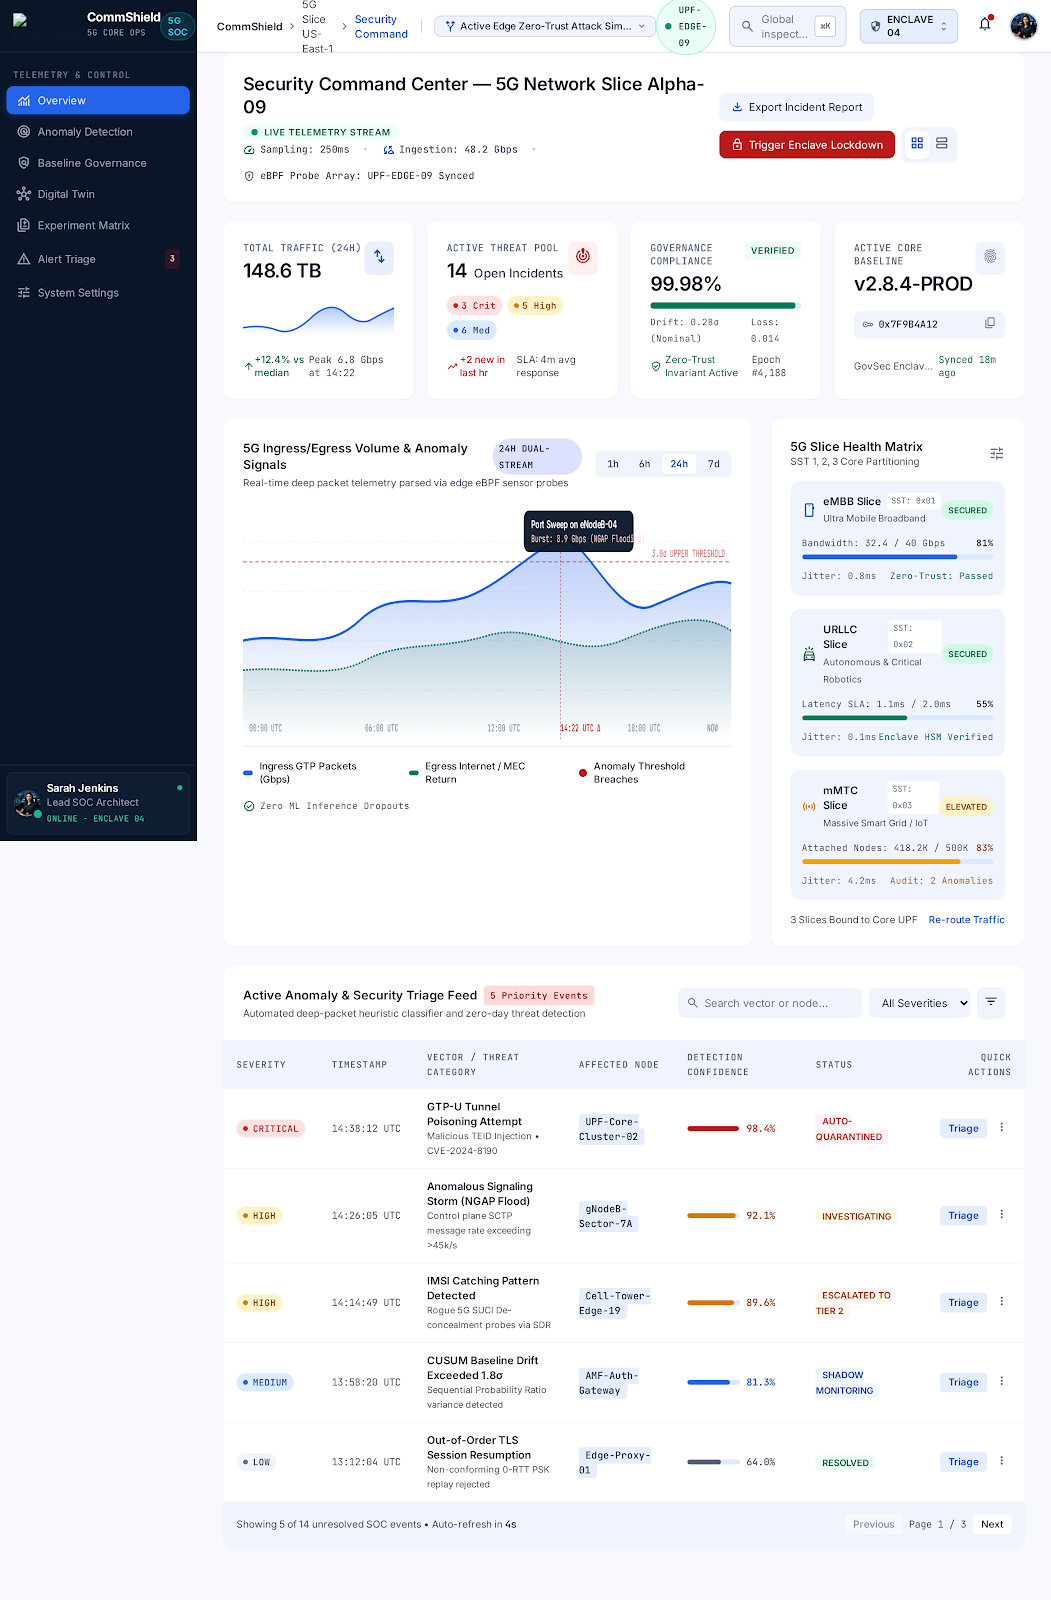 CommShield
5G CORE OPS
5G SOC
TELEMETRY & CONTROL
Overview
Anomaly Detection
Baseline Governance
Digital Twin
Experiment Matrix
Alert Triage 3
System Settings
Sarah Jenkins
Lead SOC Architect
ONLINE - ENCLAVE 04
CommShield
5G Slice US-East-1
Security Command
Active Edge Zero-Trust Attack Sim...
UPF-EDGE-09
Global inspect... ⌘K
ENCLAVE 04
Security Command Center — 5G Network Slice Alpha-
09
LIVE TELEMETRY STREAM
Sampling: 250ms • Ingestion: 48.2 Gbps •
eBPF Probe Array: UPF-EDGE-09 Synced
Export Incident Report
Trigger Enclave Lockdown
TOTAL TRAFFIC (24H)
148.6 TB
+12.4% vs median
Peak 6.8 Gbps at 14:22
ACTIVE THREAT POOL
14 Open Incidents
3 Crit
5 High
6 Med
+2 new in last hr
SLA: 4m avg response
GOVERNANCE COMPLIANCE
VERIFIED
99.98%
Drift: 0.28σ (Nominal)
Loss: 0.014
Zero-Trust Invariant Active
Epoch #4,188
ACTIVE CORE BASELINE
v2.8.4-PROD
0x7F9B4A12
GovSec Enclav...
Synced 18m ago
5G Ingress/Egress Volume & Anomaly
Signals
24H DUAL-STREAM
Real-time deep packet telemetry parsed via edge eBPF sensor probes
1h 6h 24h 7d
Port Sweep on eNodeB-04
Burst: 8.9 Gbps (NGAP Floodi
3.0σ UPPER THRESHOLD
00:00 UTC 06:00 UTC 12:00 UTC 14:22 UTC 18:00 UTC NOW
Ingress GTP Packets (Gbps)
Egress Internet / MEC Return
Anomaly Threshold Breaches
Zero ML Inference Dropouts
5G Slice Health Matrix
SST 1, 2, 3 Core Partitioning
eMBB Slice SST: 0x01
Ultra Mobile Broadband
SECURED
Bandwidth: 32.4 / 40 Gbps 81%
Jitter: 0.8ms Zero-Trust: Passed
URLLC Slice SST: 0x02
Autonomous & Critical Robotics
SECURED
Latency SLA: 1.1ms / 2.0ms 55%
Jitter: 0.1ms Enclave HSM Verified
mMTC Slice SST: 0x03
Massive Smart Grid / IoT
ELEVATED
Attached Nodes: 418.2K / 500K 83%
Jitter: 4.2ms Audit: 2 Anomalies
3 Slices Bound to Core UPF Re-route Traffic
Active Anomaly & Security Triage Feed 5 Priority Events
Automated deep-packet heuristic classifier and zero-day threat detection
Search vector or node...
All Severities
SEVERITY TIMESTAMP VECTOR / THREAT CATEGORY AFFECTED NODE DETECTION CONFIDENCE STATUS QUICK ACTIONS
CRITICAL 14:38:12 UTC
GTP-U Tunnel
Poisoning Attempt
Malicious TEID Injection •
CVE-2024-8190
UPF-Core-
Cluster-02
98.4%
AUTO-
QUARANTINED
Triage
HIGH 14:26:05 UTC
Anomalous Signaling
Storm (NGAP Flood)
Control plane SCTP
message rate exceeding
>45k/s
gNodeB-
Sector-7A
92.1%
INVESTIGATING
Triage
HIGH 14:14:49 UTC
IMSI Catching Pattern
Detected
Rogue 5G SUCI De-
concealment probes via SDR
Cell-Tower-
Edge-19
89.6%
ESCALATED TO
TIER 2
Triage
MEDIUM 13:58:20 UTC
CUSUM Baseline Drift
Exceeded 1.8σ
Sequential Probability Ratio
variance detected
AMF-Auth-
Gateway
81.3%
SHADOW
MONITORING
Triage
LOW 13:12:04 UTC
Out-of-Order TLS
Session Resumption
Non-conforming 0-RTT PSK
replay rejected
Edge-Proxy-
01
64.0%
RESOLVED
Triage
Showing 5 of 14 unresolved SOC events • Auto-refresh in 4s
Previous Page 1 / 3 Next